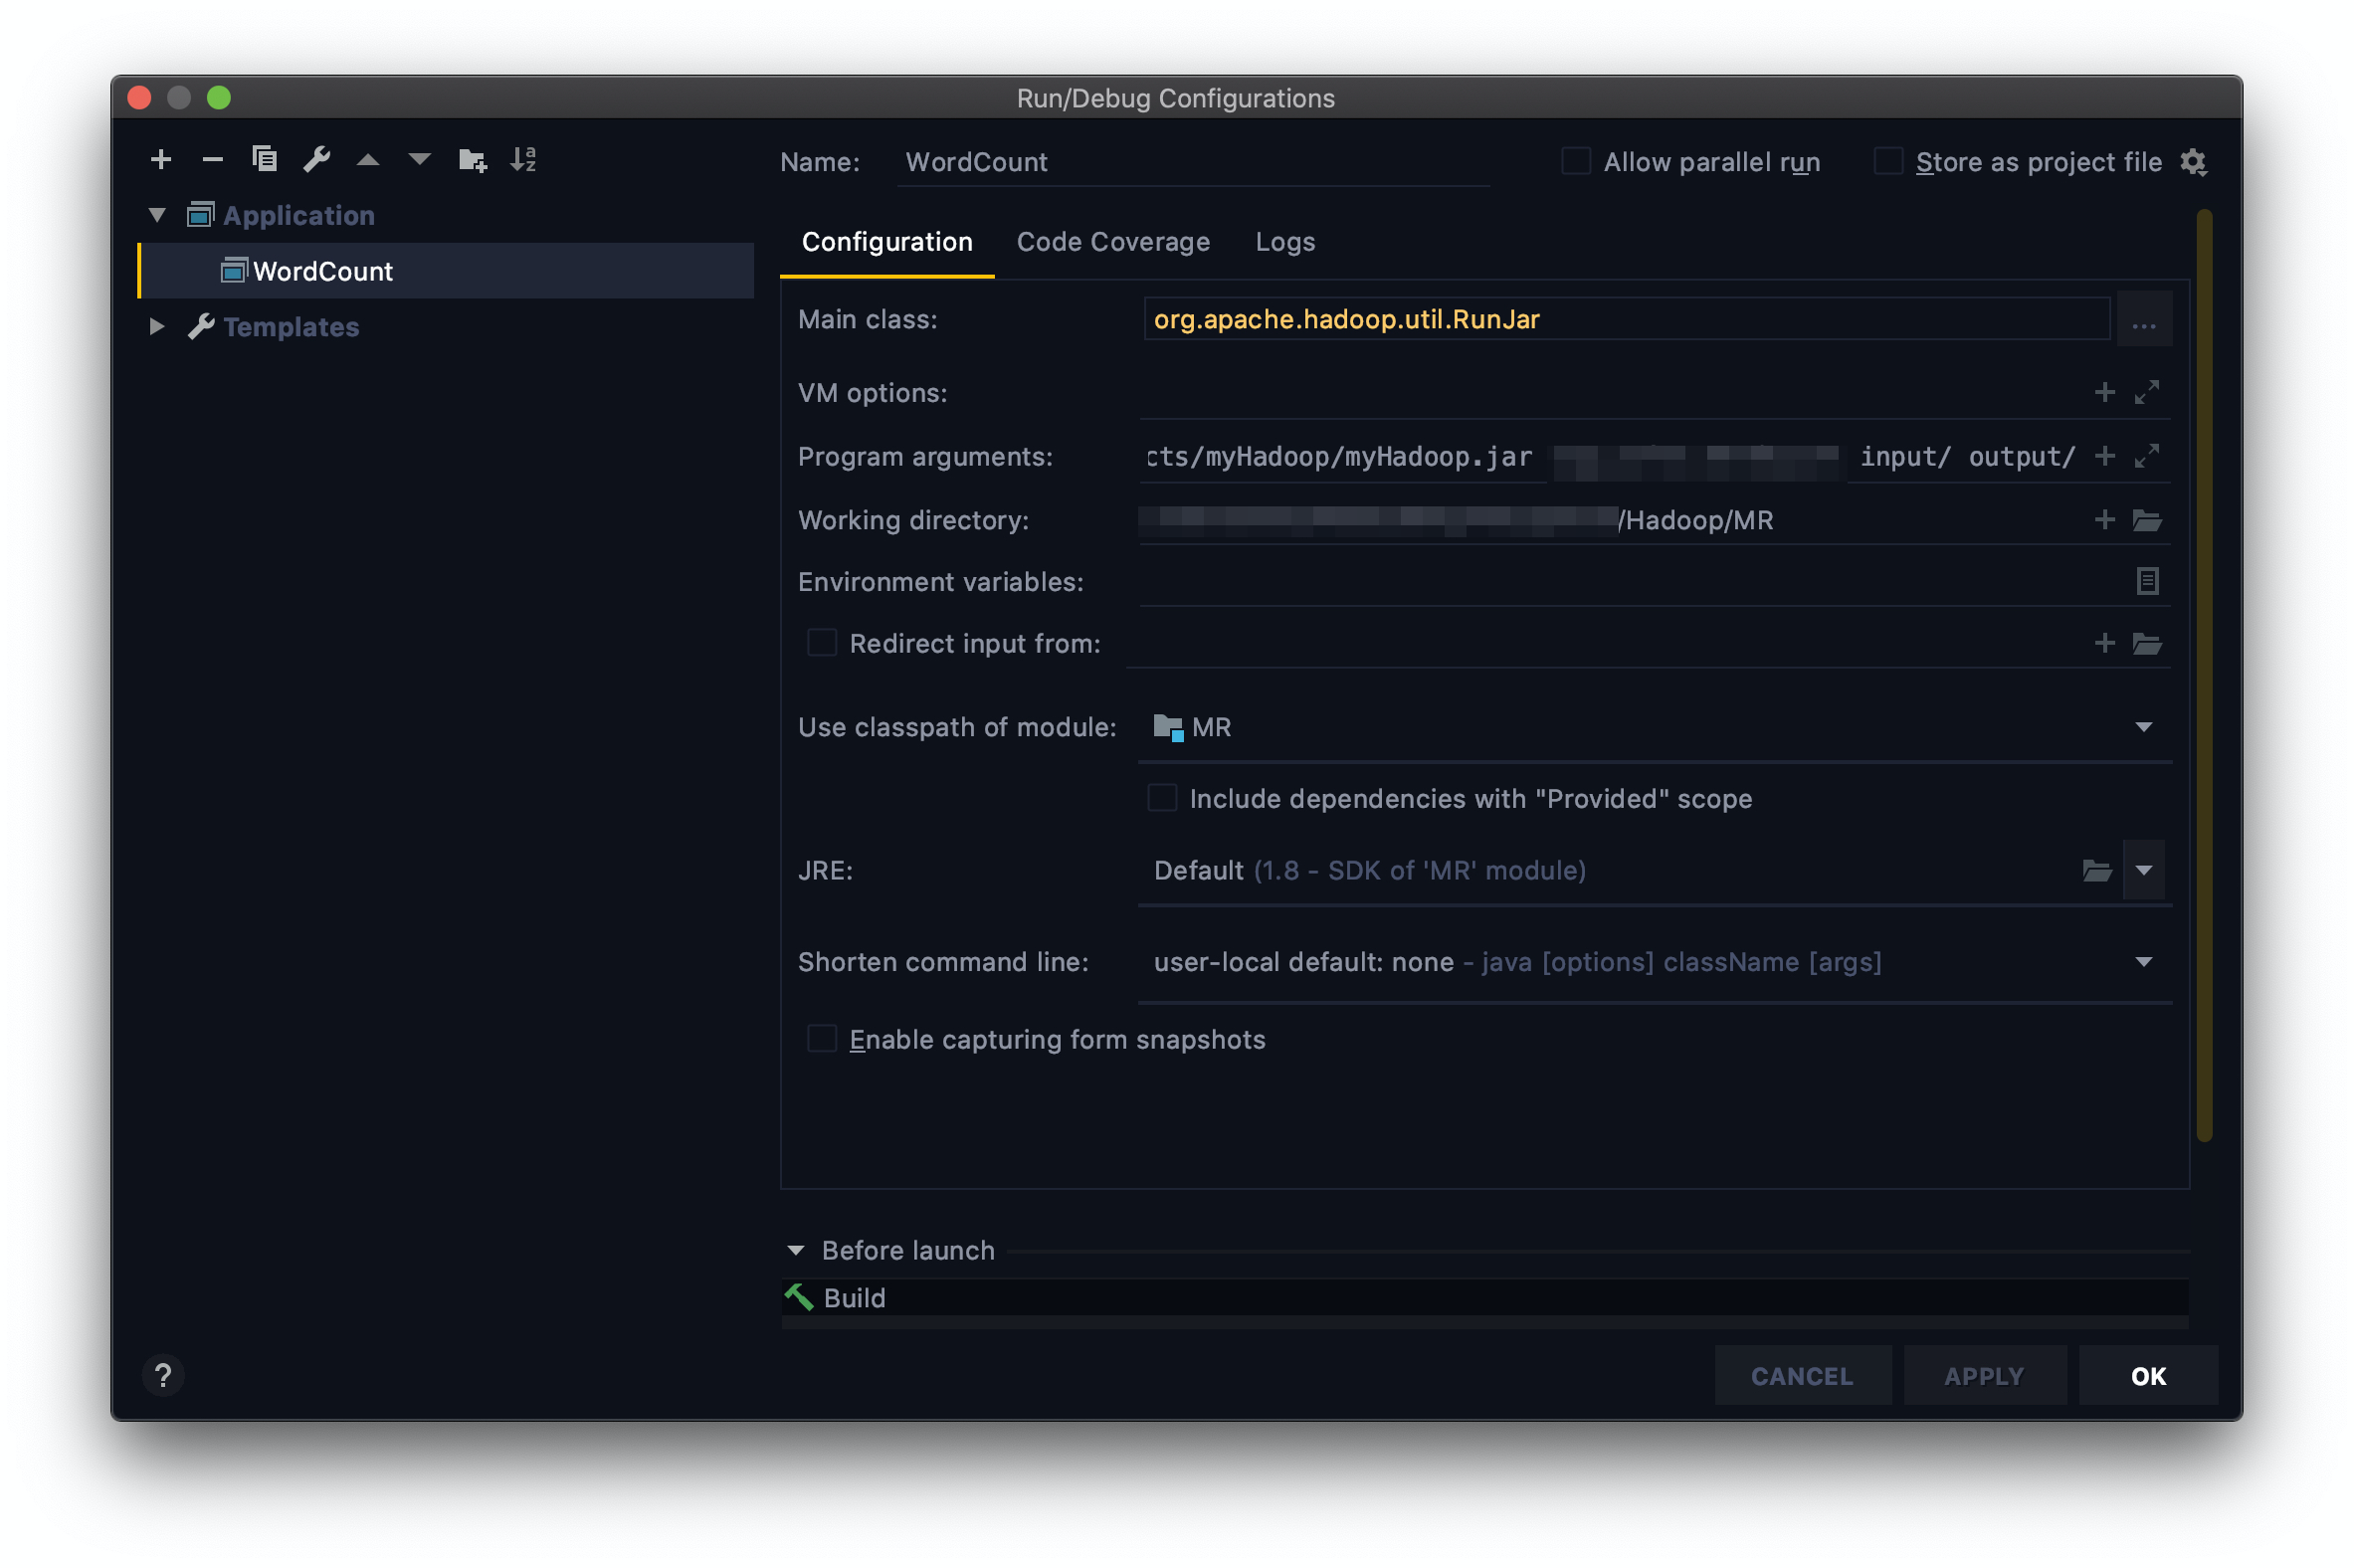 Run/Debug Configurations
Name: WordCount Allow parallel run Store as project file
Application
WordCount
Templates
Configuration Code Coverage Logs
Main class: org.apache.hadoop.util.RunJar ...
VM options:
Program arguments: cts/myHadoop/myHadoop.jar input/ output/
Working directory: /Hadoop/MR
Environment variables:
Redirect input from:
Use classpath of module: MR
Include dependencies with "Provided" scope
JRE: Default (1.8 - SDK of 'MR' module)
Shorten command line: user-local default: none - java [options] className [args]
Enable capturing form snapshots
Before launch
Build
? CANCEL APPLY OK